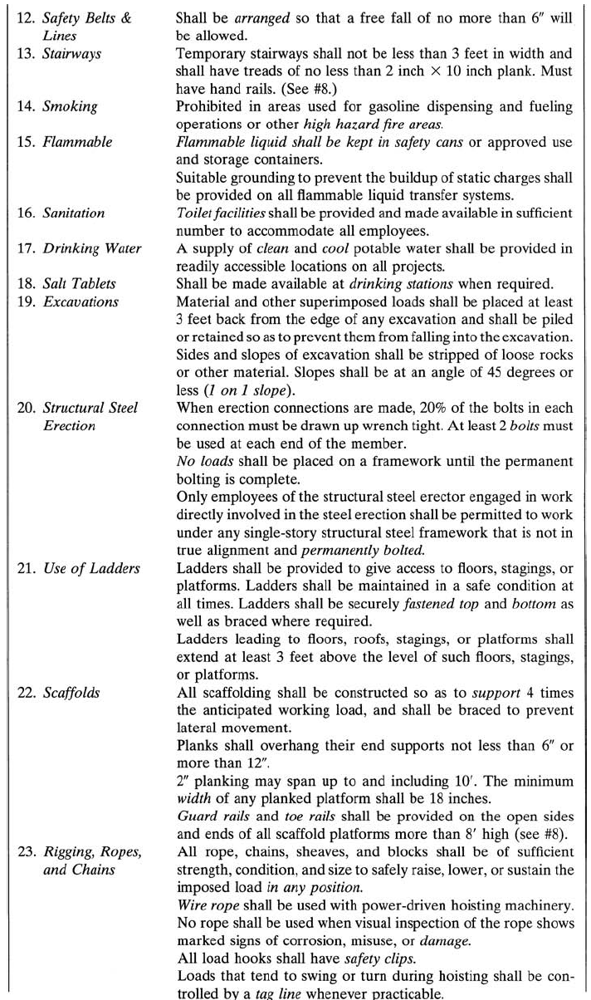 12. Safety Belts & Shall be arranged so that a free fall of no more than 6″ will
Lines be allowed.
13. Stairways Temporary stairways shall not be less than 3 feet in width and
shall have treads of no less than 2 inch × 10 inch plank. Must
have hand rails. (See #8.)
14. Smoking Prohibited in areas used for gasoline dispensing and fueling
operations or other high hazard fire areas.
15. Flammable Flammable liquid shall be kept in safety cans or approved use
and storage containers.
Suitable grounding to prevent the buildup of static charges shall
be provided on all flammable liquid transfer systems.
16. Sanitation Toilet facilities shall be provided and made available in sufficient
number to accommodate all employees.
17. Drinking Water A supply of clean and cool potable water shall be provided in
readily accessible locations on all projects.
18. Salt Tablets Shall be made available at drinking stations when required.
19. Excavations Material and other superimposed loads shall be placed at least
3 feet back from the edge of any excavation and shall be piled
or retained so as to prevent them from falling into the excavation.
Sides and slopes of excavation shall be stripped of loose rocks
or other material. Slopes shall be at an angle of 45 degrees or
less (1 on 1 slope).
20. Structural Steel When erection connections are made, 20% of the bolts in each
Erection connection must be drawn up wrench tight. At least 2 bolts must
be used at each end of the member.
No loads shall be placed on a framework until the permanent
bolting is complete.
Only employees of the structural steel erector engaged in work
directly involved in the steel erection shall be permitted to work
under any single-story structural steel framework that is not in
true alignment and permanently bolted.
21. Use of Ladders Ladders shall be provided to give access to floors, stagings, or
platforms. Ladders shall be maintained in a safe condition at
all times. Ladders shall be securely fastened top and bottom as
well as braced where required.
Ladders leading to floors, roofs, stagings, or platforms shall
extend at least 3 feet above the level of such floors, stagings,
or platforms.
22. Scaffolds All scaffolding shall be constructed so as to support 4 times
the anticipated working load, and shall be braced to prevent
lateral movement.
Planks shall overhang their end supports not less than 6″ or
more than 12″.
2″ planking may span up to and including 10′. The minimum
width of any planked platform shall be 18 inches.
Guard rails and toe rails shall be provided on the open sides
and ends of all scaffold platforms more than 8′ high (see #8).
23. Rigging, Ropes, All rope, chains, sheaves, and blocks shall be of sufficient
and Chains strength, condition, and size to safely raise, lower, or sustain the
imposed load in any position.
Wire rope shall be used with power-driven hoisting machinery.
No rope shall be used when visual inspection of the rope shows
marked signs of corrosion, misuse, or damage.
All load hooks shall have safety clips.
Loads that tend to swing or turn during hoisting shall be con-
trolled by a tag line whenever practicable.